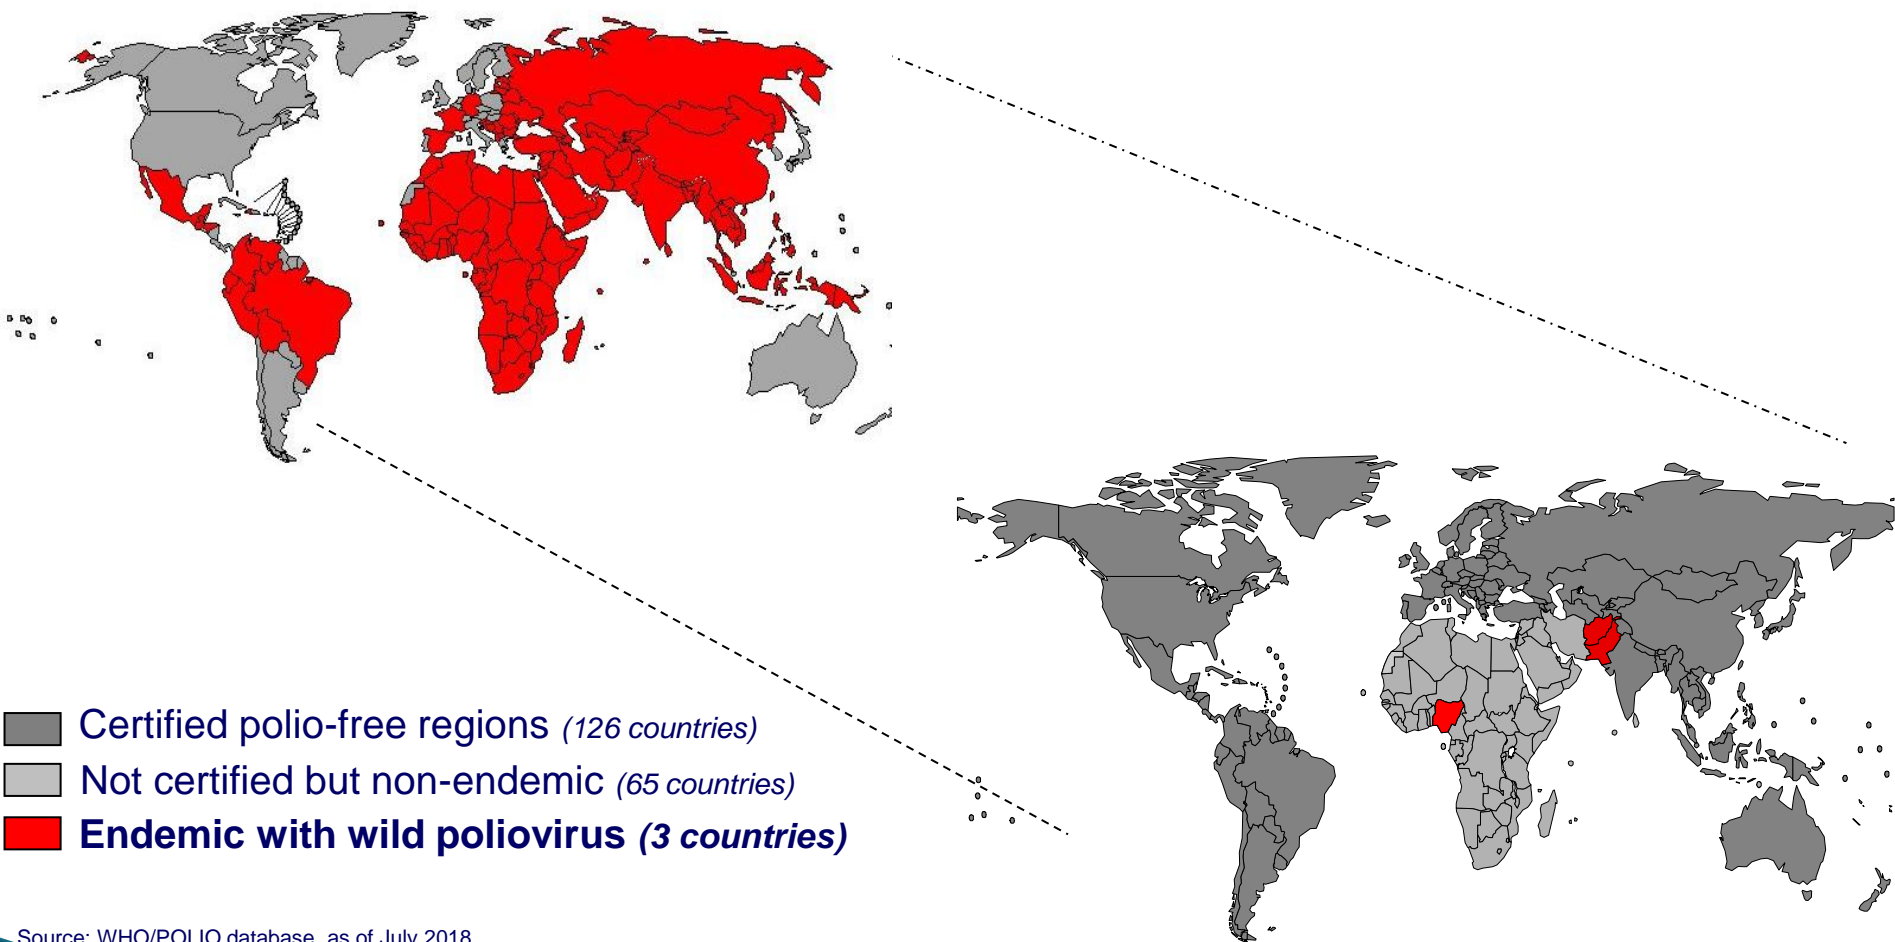 Certified polio-free regions (126 countries)
Not certified but non-endemic (65 countries)
Endemic with wild poliovirus (3 countries)
Source: WHO/POLIO database, as of July 2018